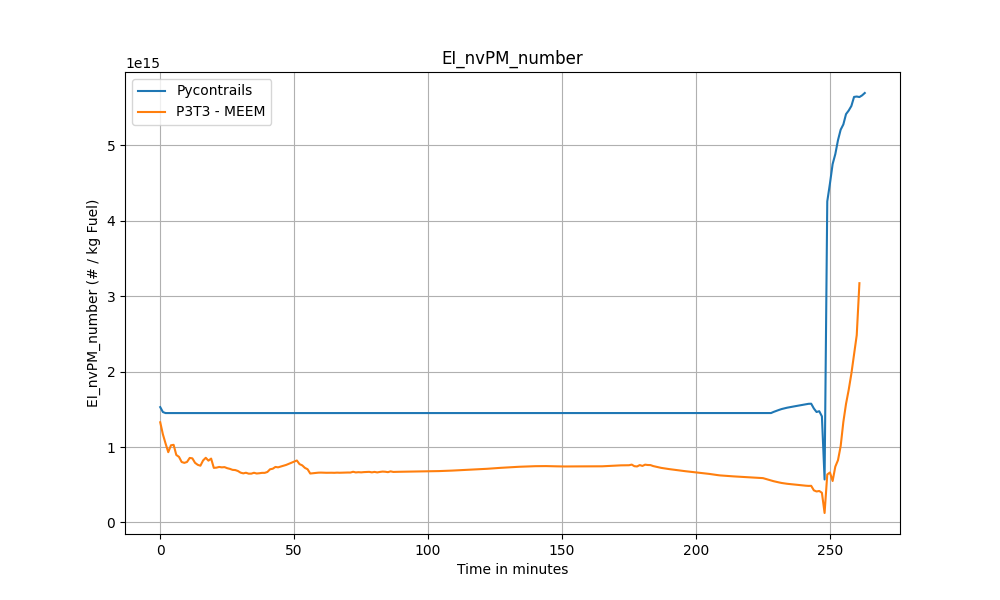 EI_nvPM_number
1e15
Pycontrails
P3T3 - MEEM
EI_nvPM_number (# / kg Fuel)
5
4
3
2
1
0
0 50 100 150 200 250
Time in minutes